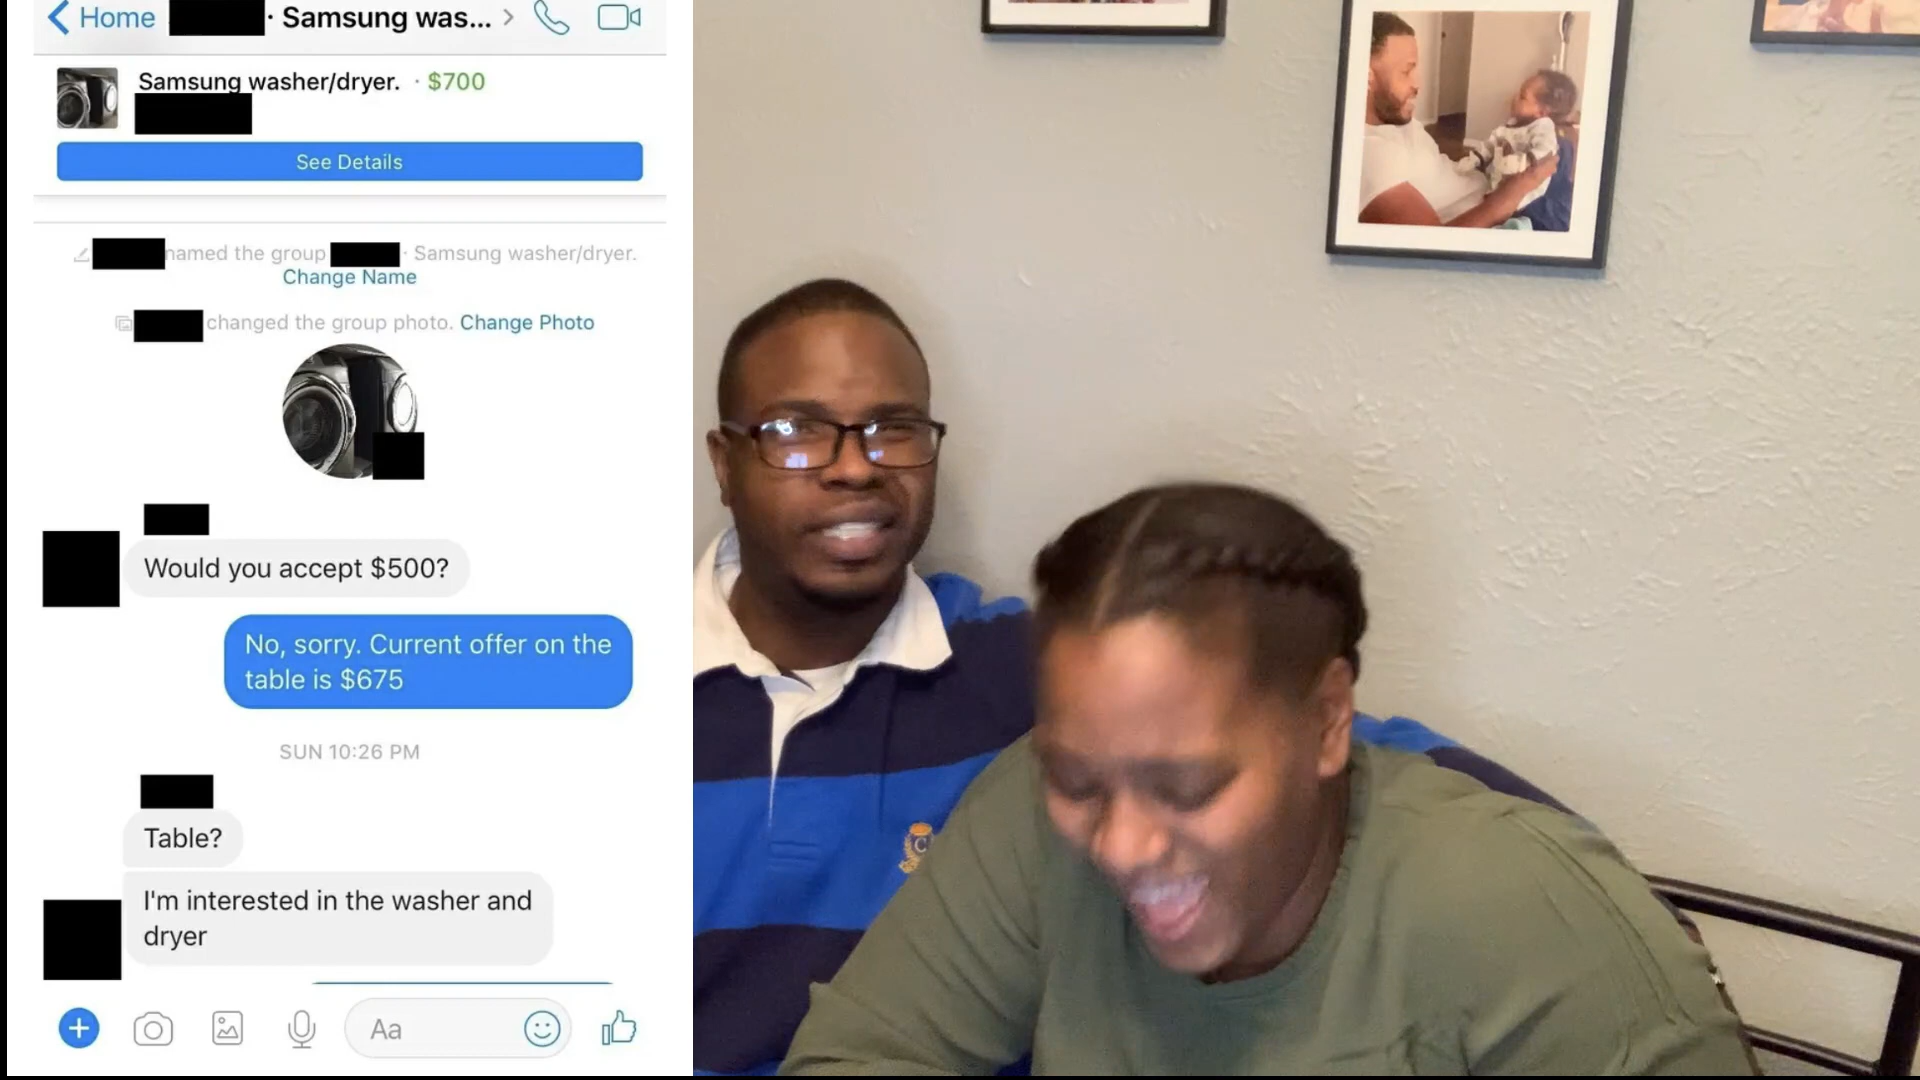 Home · Samsung was...
Samsung washer/dryer. · $700
See Details
named the group · Samsung washer/dryer.
Change Name
changed the group photo. Change Photo
Would you accept $500?
No, sorry. Current offer on the
table is $675
SUN 10:26 PM
Table?
I'm interested in the washer and
dryer
Aa
C